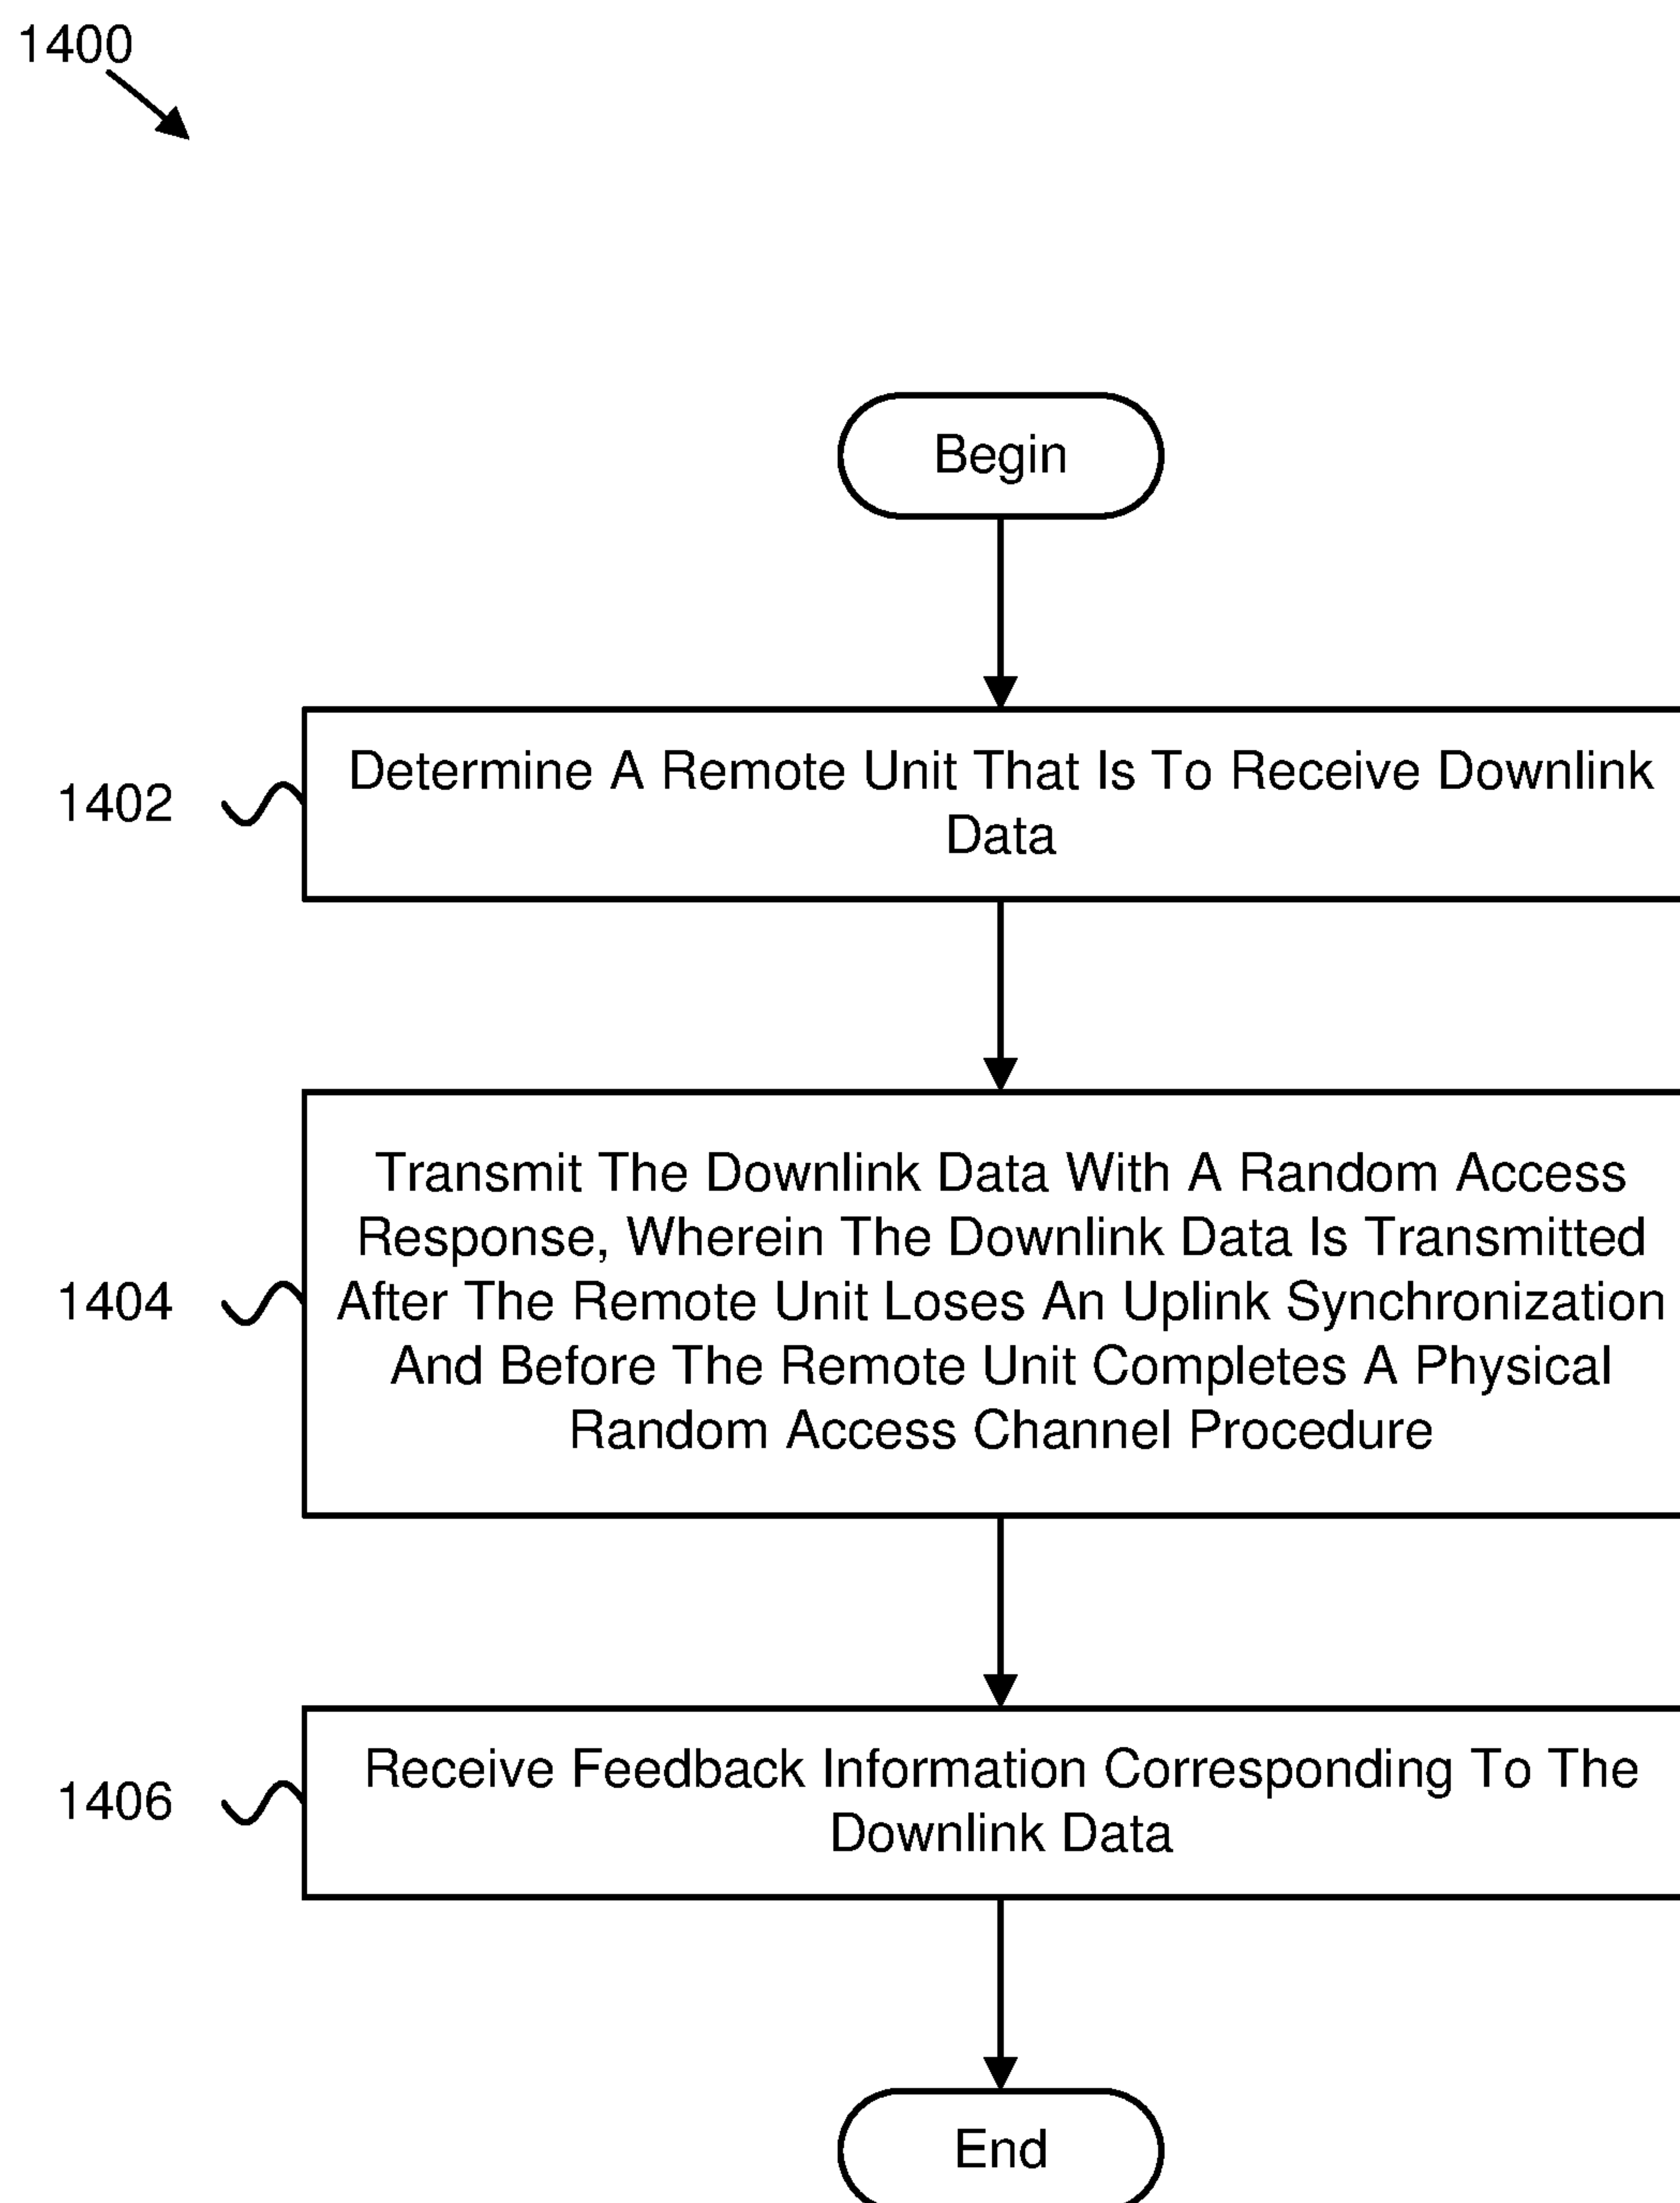 1400
Begin
1402
Determine A Remote Unit That Is To Receive Downlink
Data
1404
Transmit The Downlink Data With A Random Access
Response, Wherein The Downlink Data Is Transmitted
After The Remote Unit Loses An Uplink Synchronization
And Before The Remote Unit Completes A Physical
Random Access Channel Procedure
1406
Receive Feedback Information Corresponding To The
Downlink Data
End